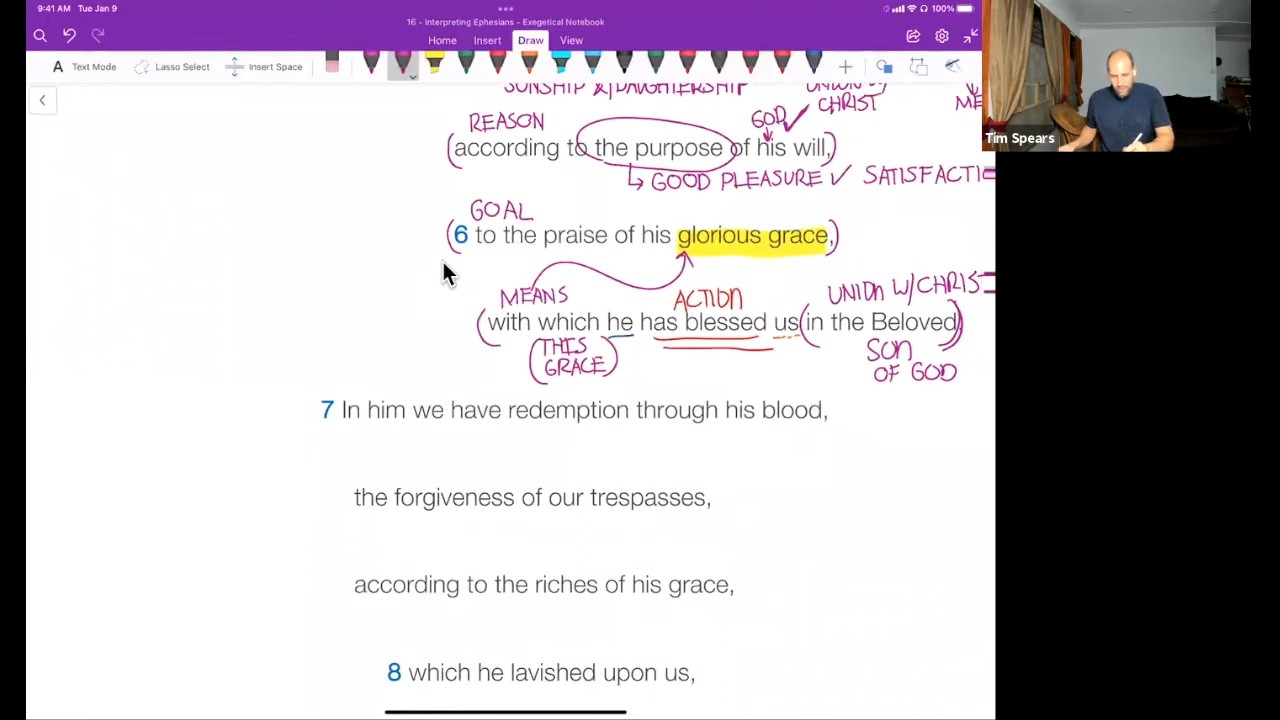 9:41 AM Tue Jan 9
100%
16 - Interpreting Ephesians - Exegetical Notebook
Home Insert Draw View
A Text Mode Lasso Select Insert Space
Tim Spears
SONSHIP &/DAUGHTERSHIP UNION W/
CHRIST ME
REASON GOD
(according to the purpose of his will,)
GOOD PLEASURE ✓ SATISFACTI
GOAL
(6 to the praise of his glorious grace,)
MEANS ACTION UNION W/CHRIS
(with which he has blessed us (in the Beloved))
(THIS GRACE) SON
OF GOD
7 In him we have redemption through his blood,
the forgiveness of our trespasses,
according to the riches of his grace,
8 which he lavished upon us,